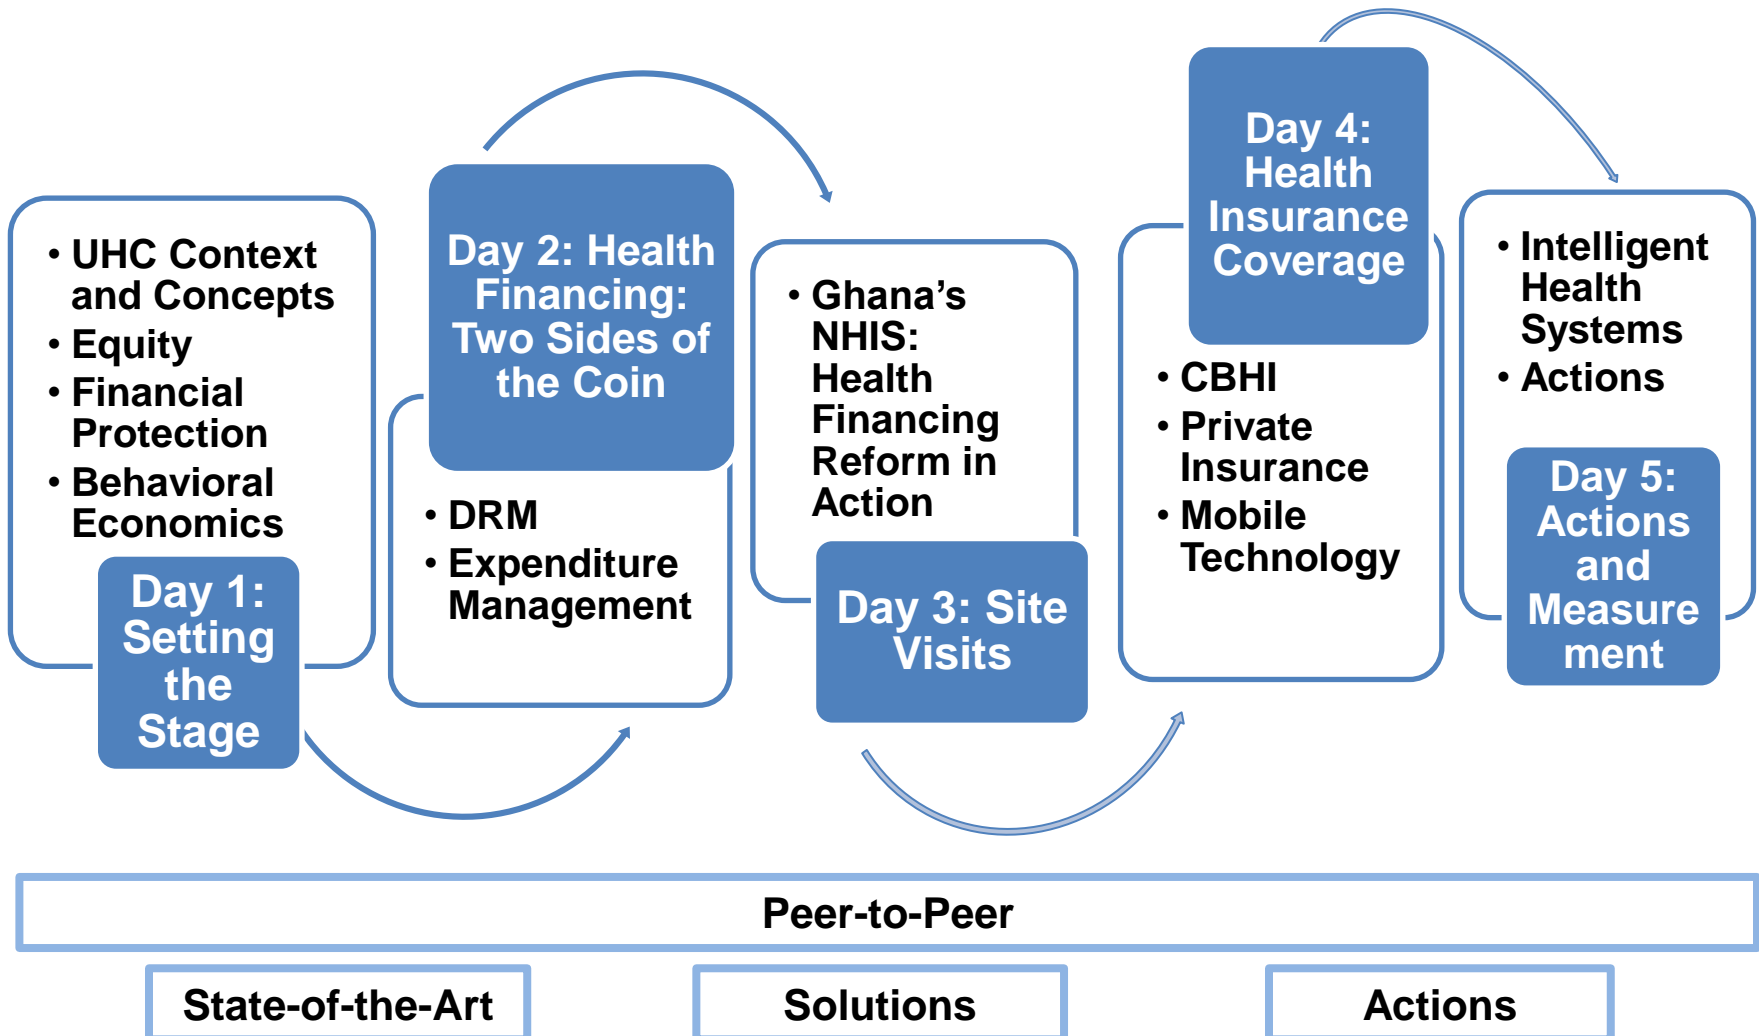 • UHC Context
and Concepts
• Equity
• Financial
Protection
• Behavioral
Economics
Day 1:
Setting
the
Stage
Day 2: Health
Financing:
Two Sides of
the Coin
• DRM
• Expenditure
Management
• Ghana’s
NHIS:
Health
Financing
Reform in
Action
Day 3: Site
Visits
Day 4:
Health
Insurance
Coverage
• CBHI
• Private
Insurance
• Mobile
Technology
• Intelligent
Health
Systems
• Actions
Day 5:
Actions
and
Measure
ment
Peer-to-Peer
State-of-the-Art
Solutions
Actions